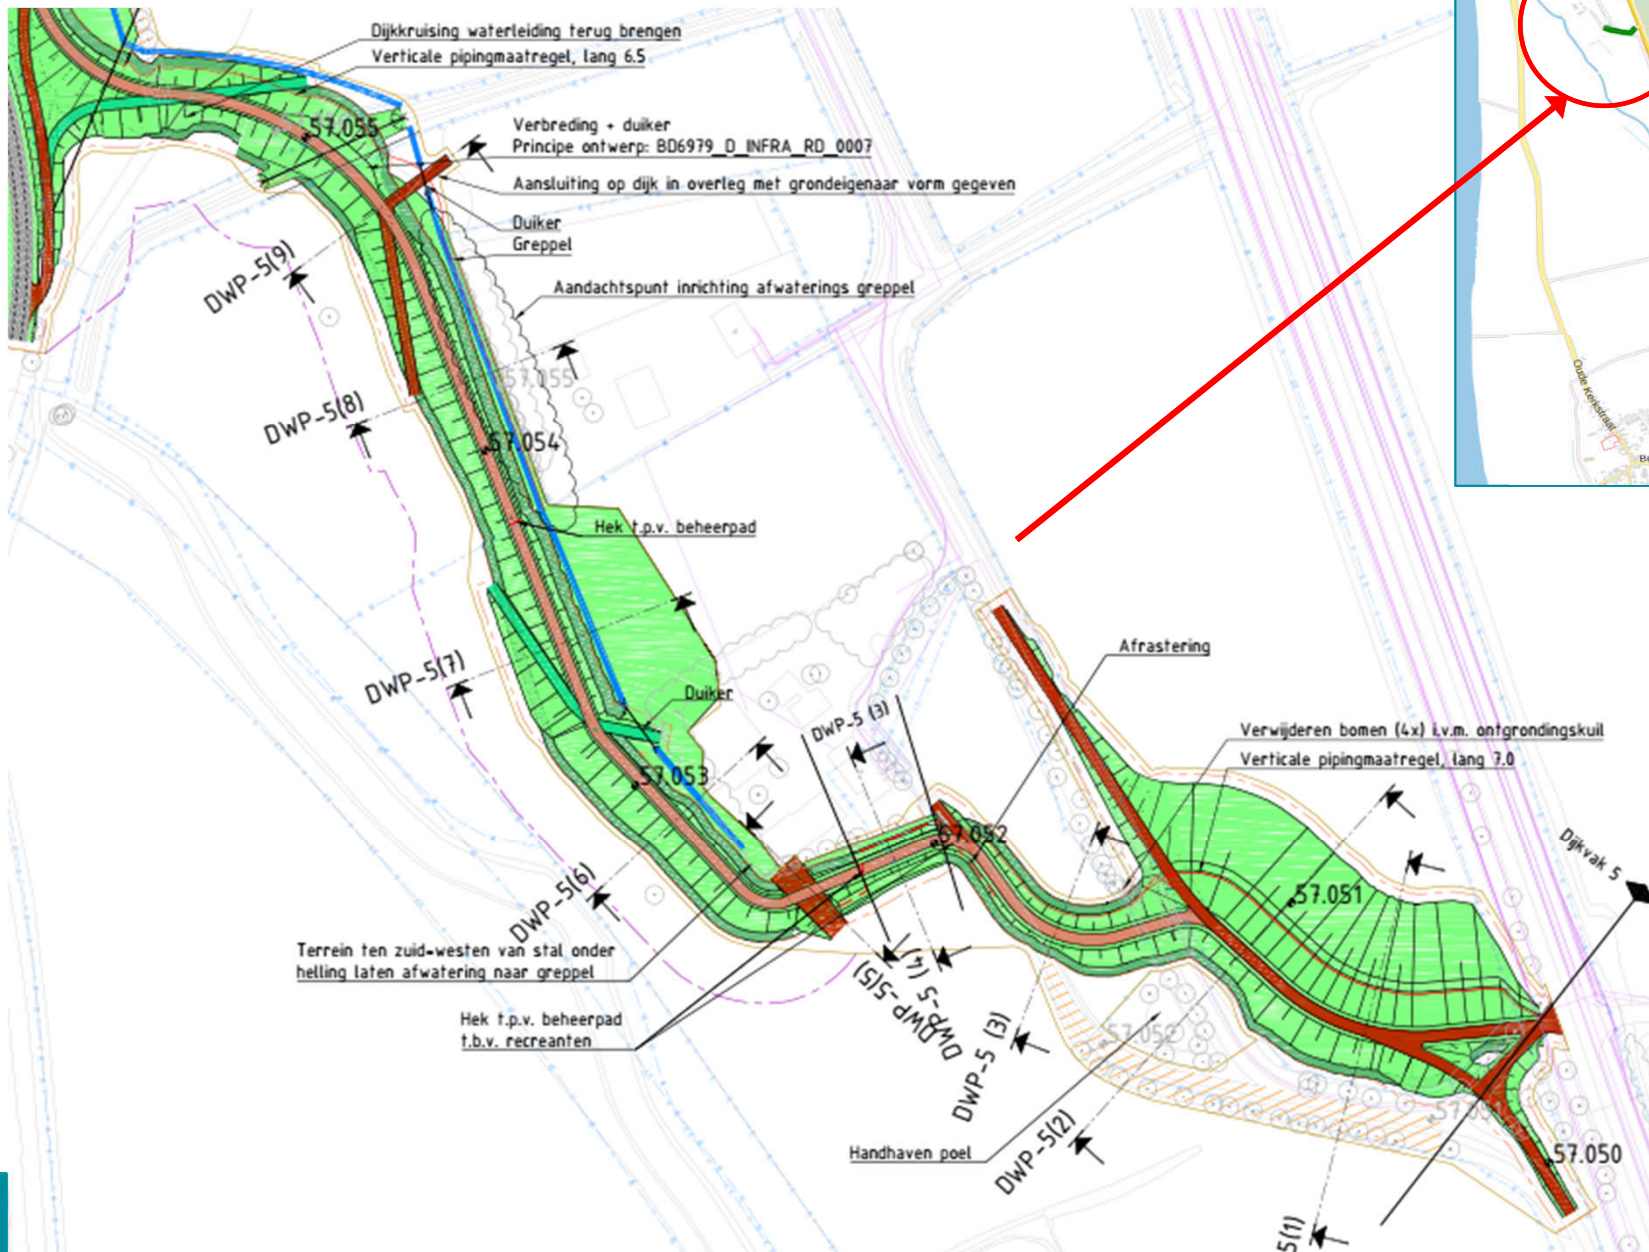 Dijkkruising waterleiding terug brengen
Verticale pipingmaatregel, lang 6.5
57.055
Verbreding + duiker
Principe ontwerp: BD6979_D_INFRA_RD_0007
Aansluiting op dijk in overleg met grondeigenaar vorm gegeven
Duiker
Greppel
DWP-5(9)
Aandachtspunt inrichting afwaterings greppel
57.055
DWP-5(8)
57.054
Oude Kerkstraat
Be
Hek t.p.v. beheerpad
DWP-5(7)
Duiker
Afrastering
DWP-5 (3)
Verwijderen bomen (4x) i.v.m. ontgrondingskuil
Verticale pipingmaatregel, lang 7.0
57.053
57.052
Dijkvak 5
57.051
DWP-5(6)
Terrein ten zuid-westen van stal onder
helling laten afwatering naar greppel
DWP-5(5)
DWP-5 (4)
Hek t.p.v. beheerpad
t.b.v. recreanten
57.052
DWP-5 (3)
57.051
Handhaven poel
DWP-5(2)
57.050
5(1)